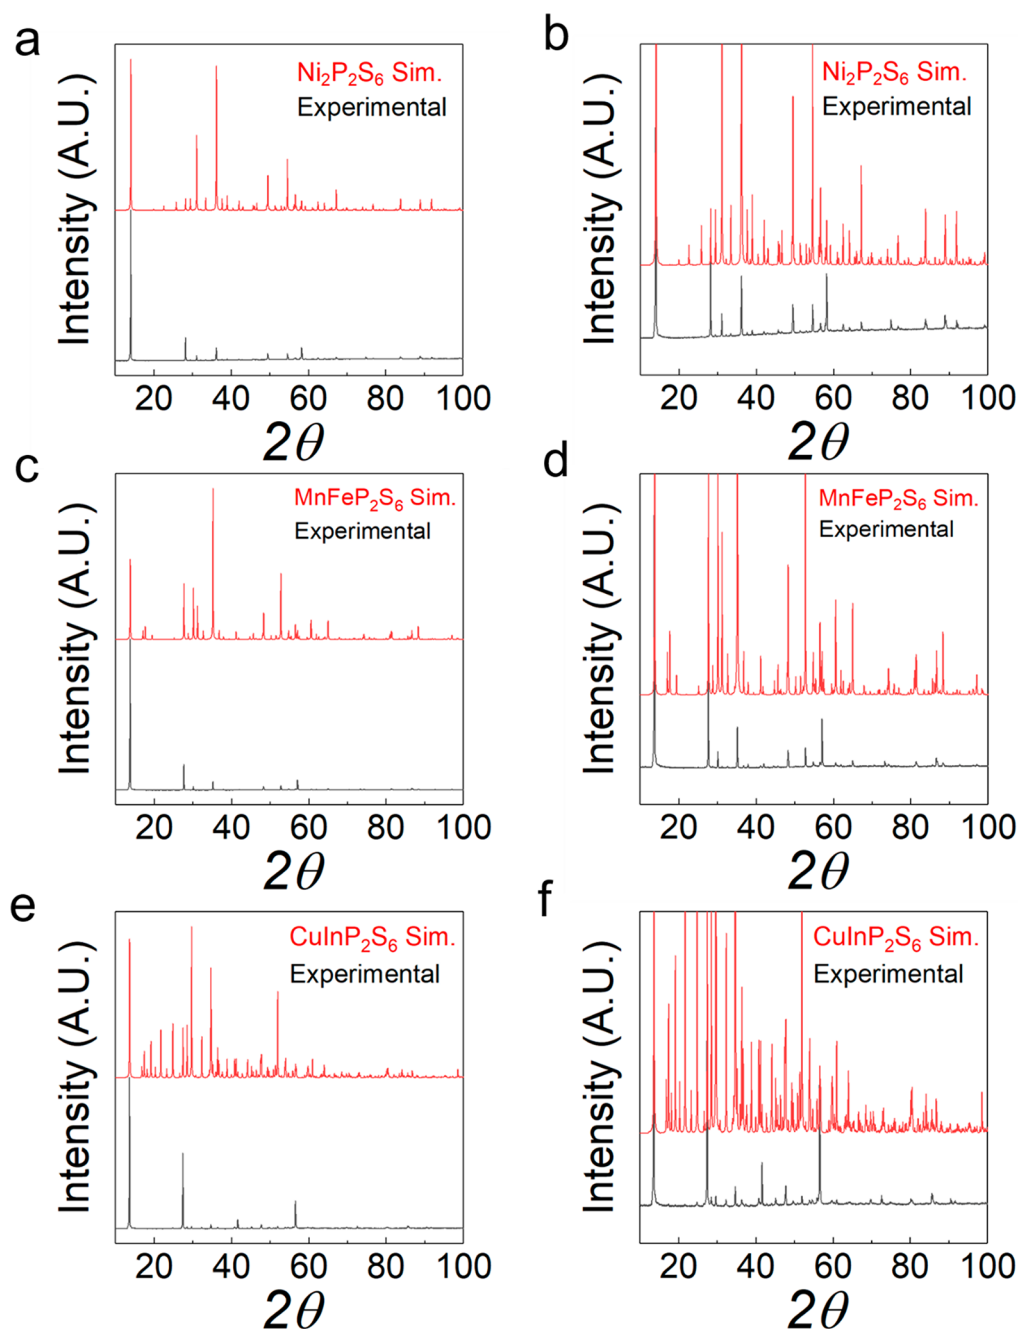 a
Ni₂P₂S₆ Sim.
Experimental
Intensity (A.U.)
20 40 60 80 100
2θ
b
Ni₂P₂S₆ Sim.
Experimental
Intensity (A.U.)
20 40 60 80 100
2θ
c
MnFeP₂S₆ Sim.
Experimental
Intensity (A.U.)
20 40 60 80 100
2θ
d
MnFeP₂S₆ Sim.
Experimental
Intensity (A.U.)
20 40 60 80 100
2θ
e
CuInP₂S₆ Sim.
Experimental
Intensity (A.U.)
20 40 60 80 100
2θ
f
CuInP₂S₆ Sim.
Experimental
Intensity (A.U.)
20 40 60 80 100
2θ